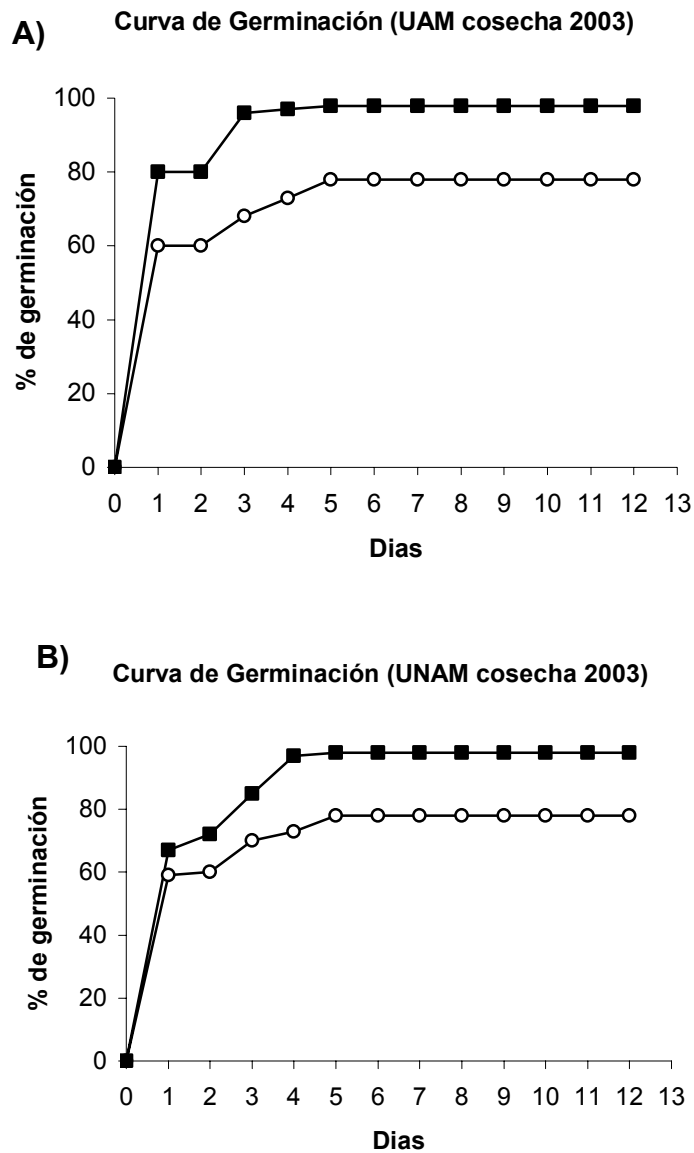 A)
Curva de Germinación (UAM cosecha 2003)
100
80
60
40
20
0
% de germinación
0 1 2 3 4 5 6 7 8 9 10 11 12 13
Dias
B)
Curva de Germinación (UNAM cosecha 2003)
100
80
60
40
20
0
% de germinación
0 1 2 3 4 5 6 7 8 9 10 11 12 13
Dias